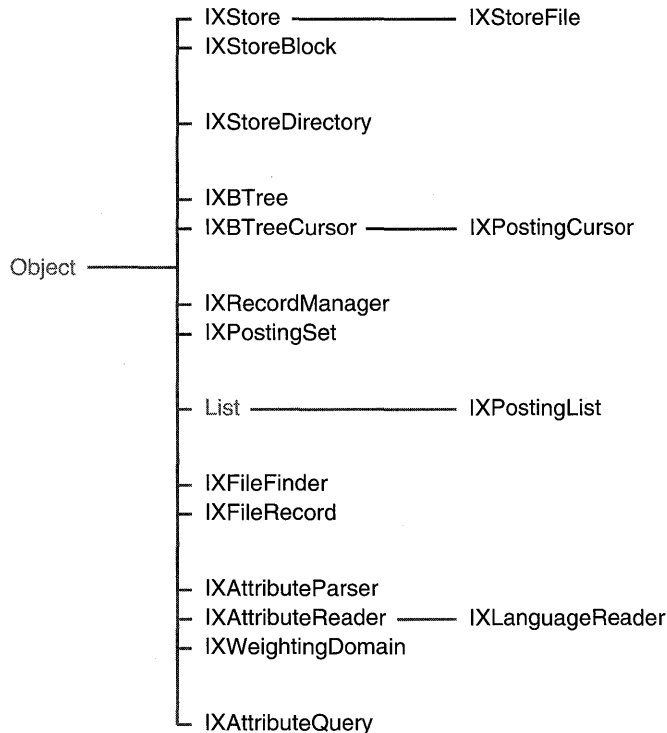 IXStore IXStoreFile
IXStoreBlock
IXStoreDirectory
IXBTree
IXBTreeCursor IXPostingCursor
Object
IXRecordManager
IXPostingSet
List IXPostingList
IXFileFinder
IXFileRecord
IXAttributeParser
IXAttributeReader IXLanguageReader
IXWeightingDomain
IXAttributeQuery